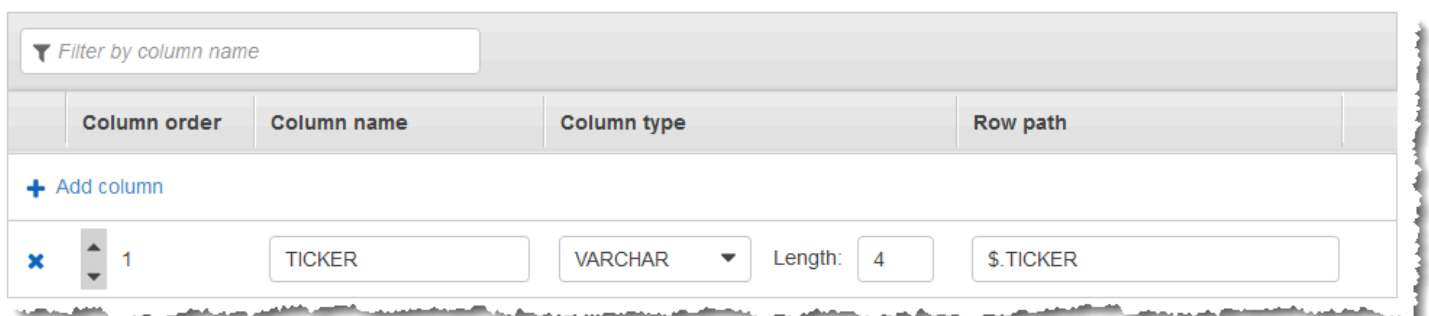 Filter by column name
Column order Column name Column type Row path
Add column
1 TICKER VARCHAR Length: 4 $.TICKER